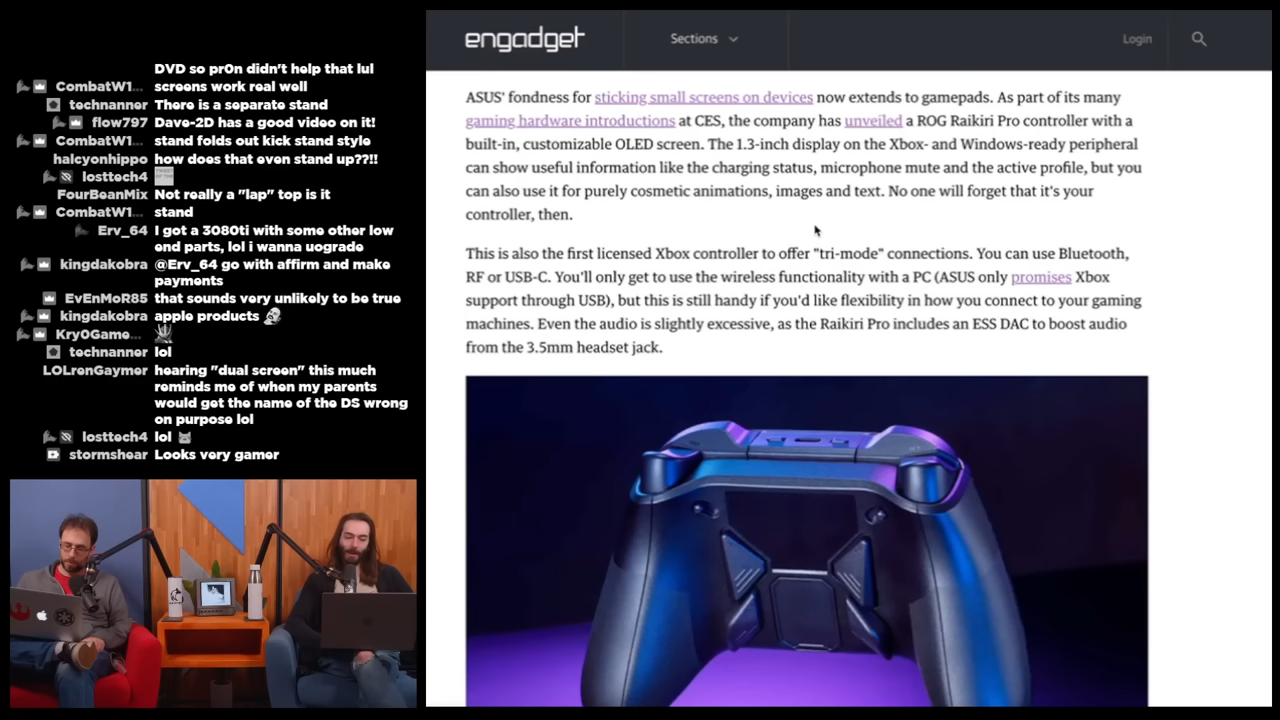 DVD so pr0n didn't help that lul
CombatW1... screens work real well
technanner There is a separate stand
flow797 Dave-2D has a good video on it!
CombatW1... stand folds out kick stand style
halcyonhippo how does that even stand up??!!
losttech4
FourBeanMix Not really a "lap" top is it
CombatW1... stand
Erv_64 I got a 3080ti with some other low
end parts, lol i wanna uograde
kingdakobra @Erv_64 go with affirm and make
payments
EvEnMoR85 that sounds very unlikely to be true
kingdakobra apple products
Kry0Game...
technanner lol
LOLrenGaymer hearing "dual screen" this much
reminds me of when my parents
would get the name of the DS wrong
on purpose lol
losttech4 lol
stormshear Looks very gamer
engadget
Sections
Login
ASUS' fondness for sticking small screens on devices now extends to gamepads. As part of its many
gaming hardware introductions at CES, the company has unveiled a ROG Raikiri Pro controller with a
built-in, customizable OLED screen. The 1.3-inch display on the Xbox- and Windows-ready peripheral
can show useful information like the charging status, microphone mute and the active profile, but you
can also use it for purely cosmetic animations, images and text. No one will forget that it's your
controller, then.
This is also the first licensed Xbox controller to offer "tri-mode" connections. You can use Bluetooth,
RF or USB-C. You'll only get to use the wireless functionality with a PC (ASUS only promises Xbox
support through USB), but this is still handy if you'd like flexibility in how you connect to your gaming
machines. Even the audio is slightly excessive, as the Raikiri Pro includes an ESS DAC to boost audio
from the 3.5mm headset jack.